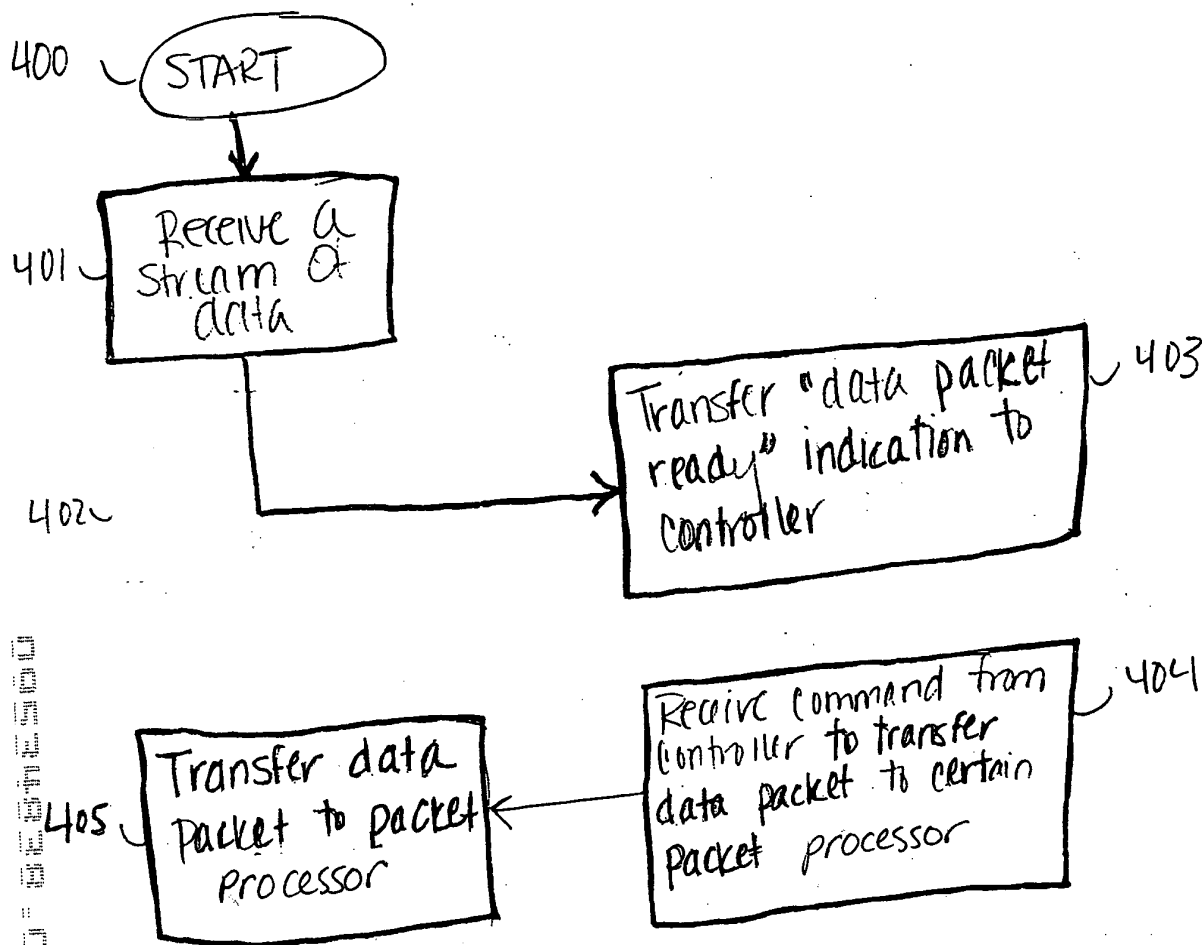 400
START
401
Receive a
stream of
data
403
Transfer "data packet
ready" indication to
controller
402
404
Receive command from
controller to transfer
data packet to certain
packet processor
405
Transfer data
packet to packet
processor